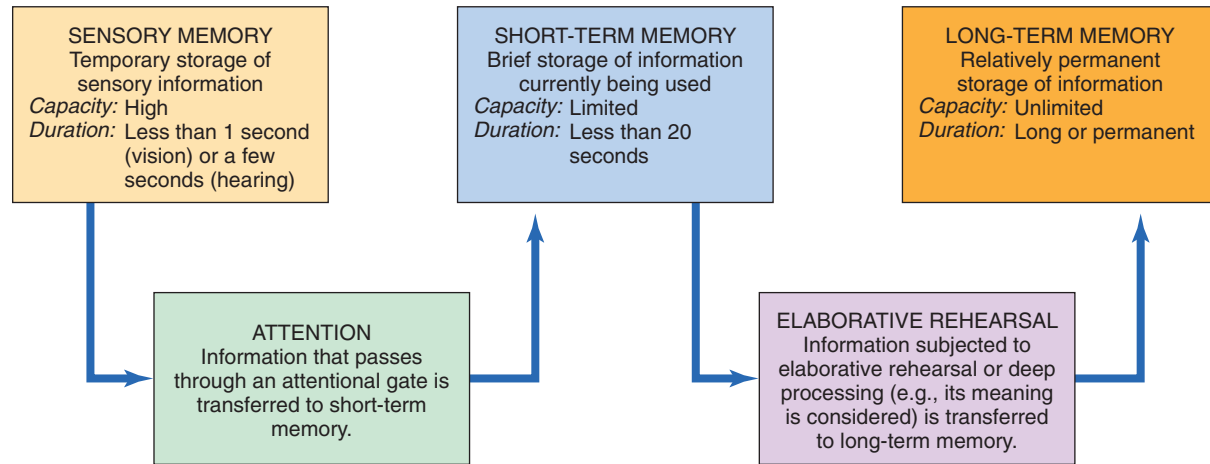 SENSORY MEMORY
Temporary storage of
sensory information
Capacity: High
Duration: Less than 1 second
(vision) or a few
seconds (hearing)
ATTENTION
Information that passes
through an attentional gate is
transferred to short-term
memory.
SHORT-TERM MEMORY
Brief storage of information
currently being used
Capacity: Limited
Duration: Less than 20
seconds
ELABORATIVE REHEARSAL
Information subjected to
elaborative rehearsal or deep
processing (e.g., its meaning
is considered) is transferred
to long-term memory.
LONG-TERM MEMORY
Relatively permanent
storage of information
Capacity: Unlimited
Duration: Long or permanent